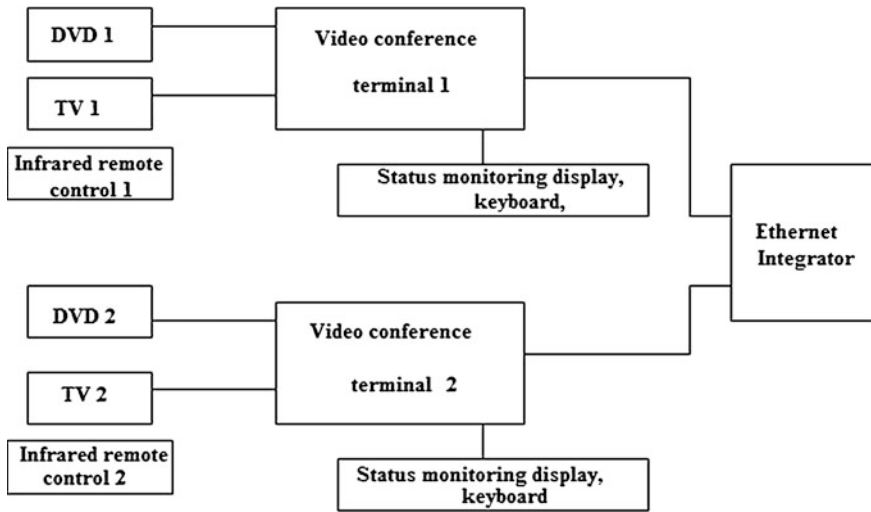 DVD 1
TV 1
Infrared remote
control 1
Video conference
terminal 1
Status monitoring display,
keyboard,
Ethernet
Integrator
DVD 2
TV 2
Infrared remote
control 2
Video conference
terminal 2
Status monitoring display,
keyboard